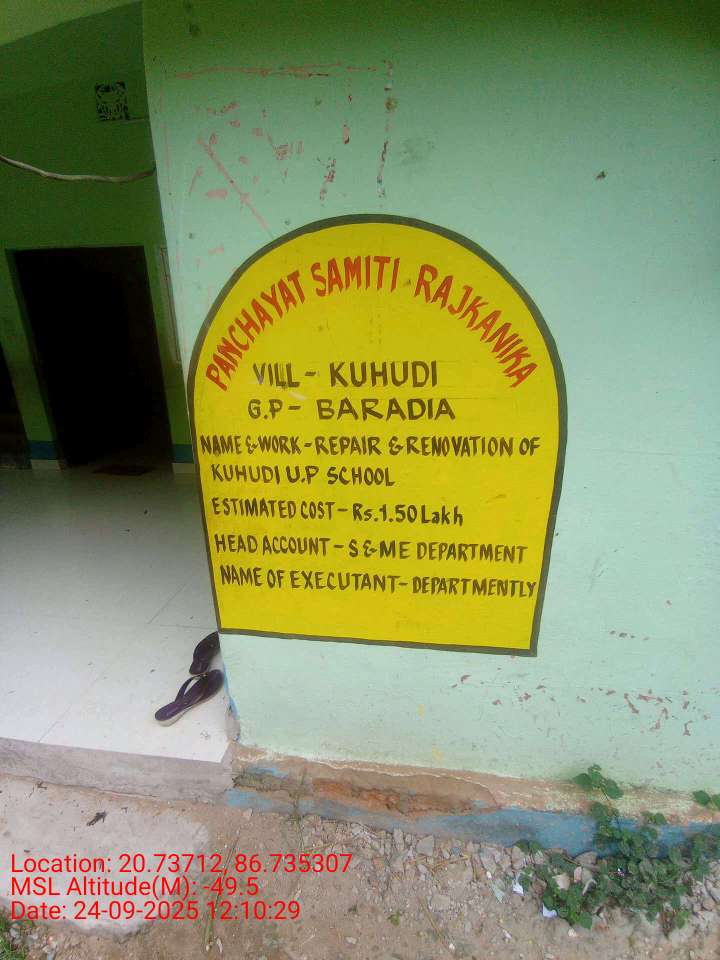 PANCHAYAT SAMITI RAJKANIKA
VILL - KUHUDI
G.P - BARADIA
NAME & WORK - REPAIR & RENOVATION OF
KUHUDI U.P SCHOOL
ESTIMATED COST - Rs.1.50 Lakh
HEAD ACCOUNT - S & ME DEPARTMENT
NAME OF EXECUTANT - DEPARTMENTLY
Location: 20.73712, 86.735307
MSL Altitude(M): -49.5
Date: 24-09-2025 12:10:29